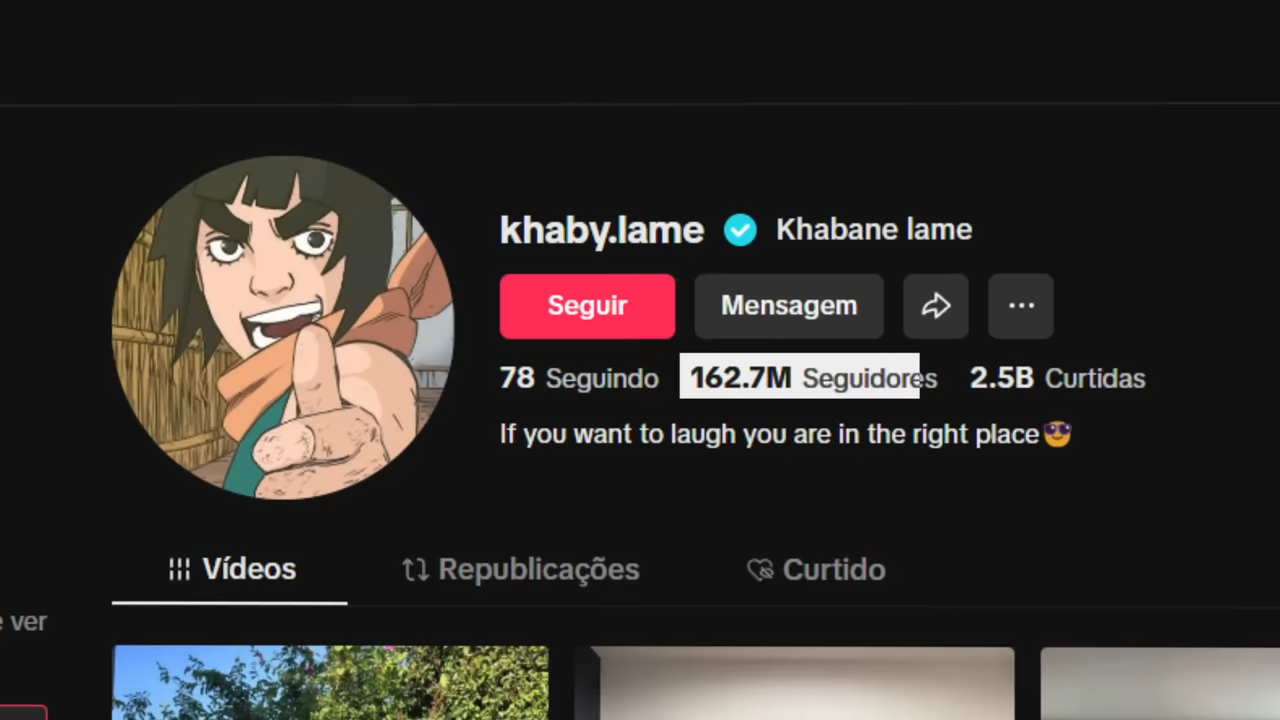 khaby.lame Khabane lame
Seguir Mensagem ...
78 Seguindo 162.7M Seguidores 2.5B Curtidas
If you want to laugh you are in the right place😎
Vídeos Republicações Curtido
e ver